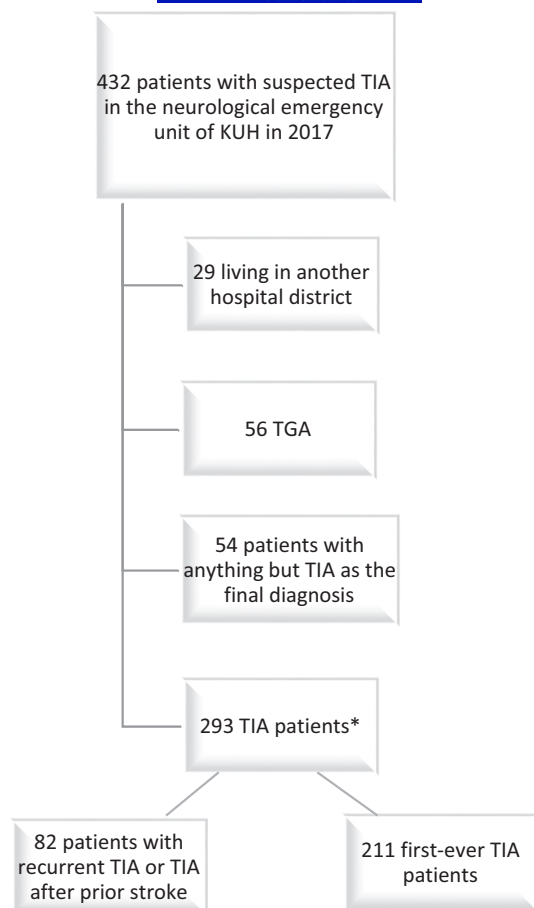 432 patients with suspected TIA
in the neurological emergency
unit of KUH in 2017
29 living in another
hospital district
56 TGA
54 patients with
anything but TIA as the
final diagnosis
293 TIA patients*
82 patients with
recurrent TIA or TIA
after prior stroke
211 first-ever TIA
patients